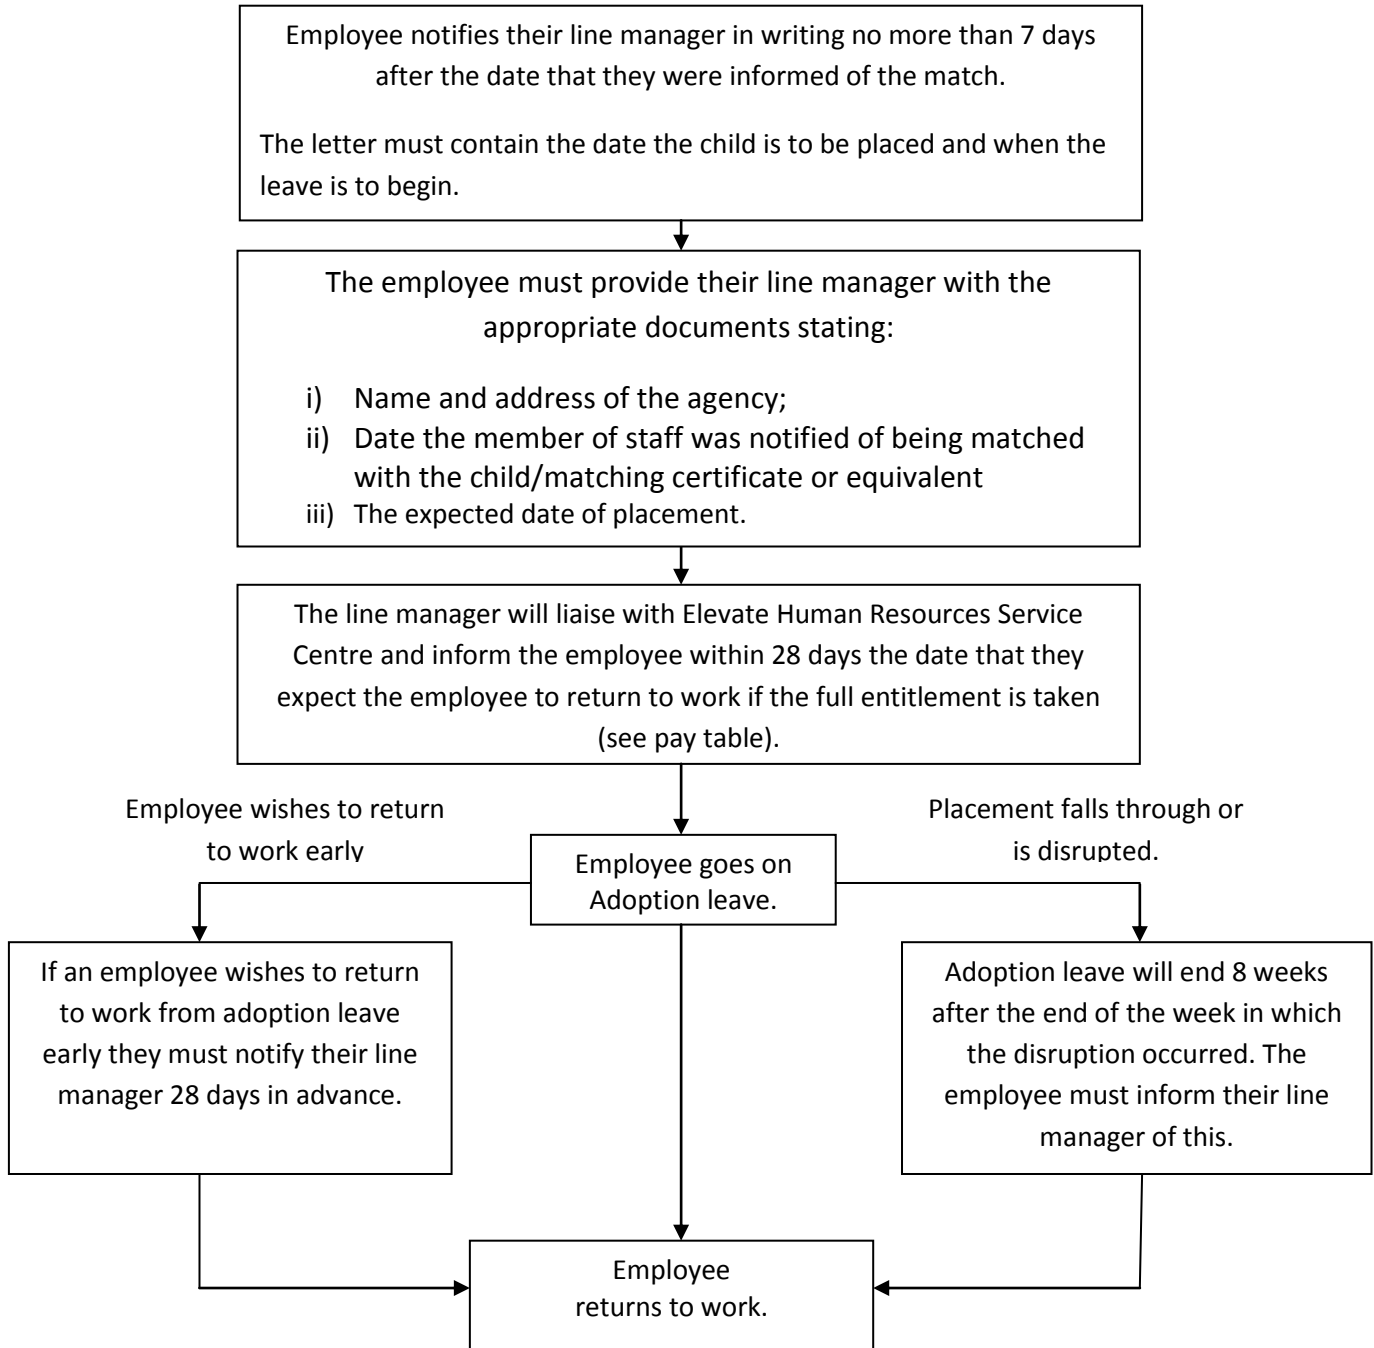 Employee notifies their line manager in writing no more than 7 days
after the date that they were informed of the match.
The letter must contain the date the child is to be placed and when the
leave is to begin.
The employee must provide their line manager with the
appropriate documents stating:
i) Name and address of the agency;
ii) Date the member of staff was notified of being matched
with the child/matching certificate or equivalent
iii) The expected date of placement.
The line manager will liaise with Elevate Human Resources Service
Centre and inform the employee within 28 days the date that they
expect the employee to return to work if the full entitlement is taken
(see pay table).
Employee wishes to return
to work early
Placement falls through or
is disrupted.
Employee goes on
Adoption leave.
If an employee wishes to return
to work from adoption leave
early they must notify their line
manager 28 days in advance.
Adoption leave will end 8 weeks
after the end of the week in which
the disruption occurred. The
employee must inform their line
manager of this.
Employee
returns to work.